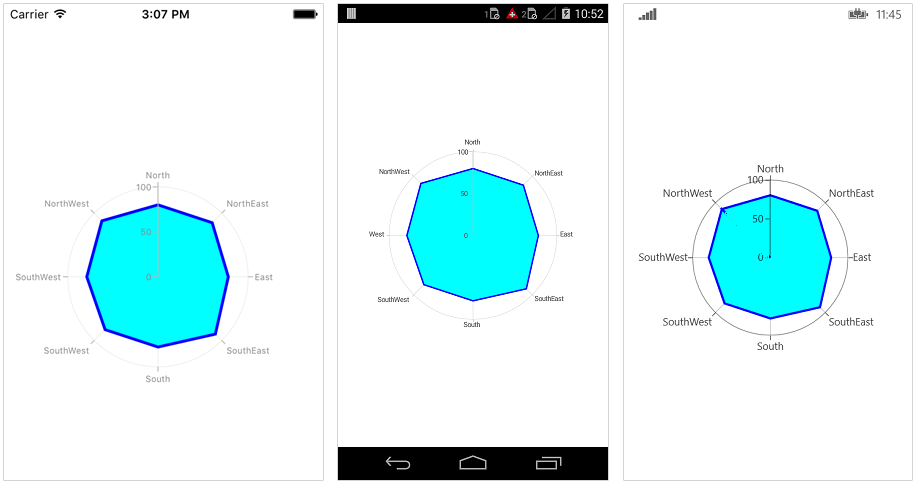 Carrier 3:07 PM
North
100
NorthWest NorthEast
50
SouthWest 0 East
SouthWest SouthEast
South
1 2 10:52
North
100
NorthWest NorthEast
50
West 0 East
SouthWest SouthEast
South
11:45
North
100
NorthWest NorthEast
50
SouthWest 0 East
SouthWest SouthEast
South